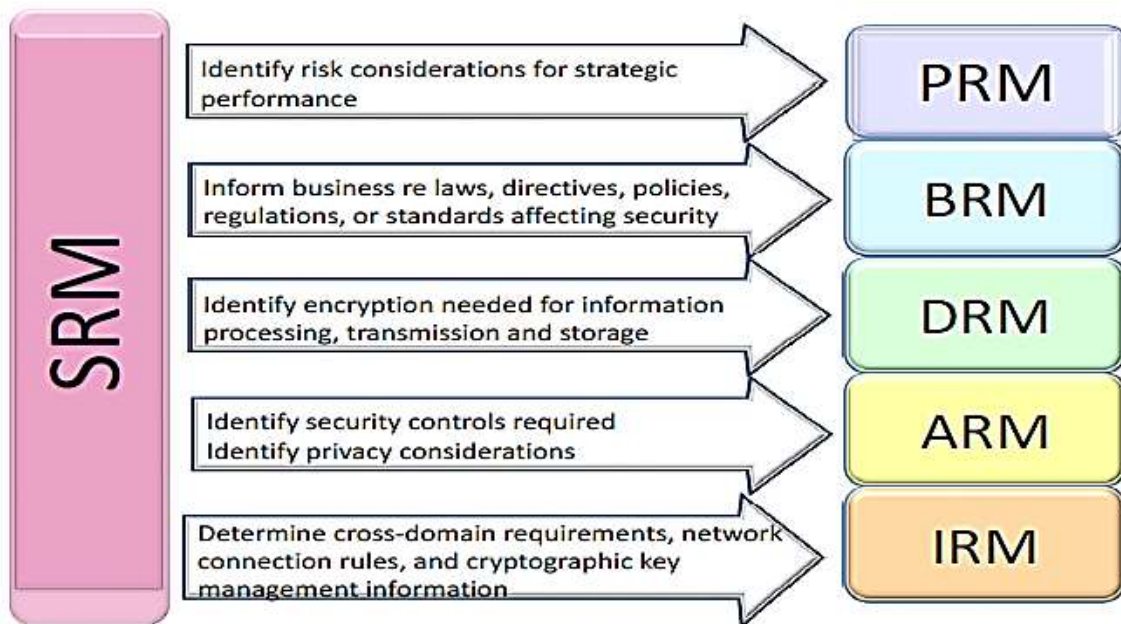 SRM
Identify risk considerations for strategic
performance
PRM
Inform business re laws, directives, policies,
regulations, or standards affecting security
BRM
Identify encryption needed for information
processing, transmission and storage
DRM
Identify security controls required
Identify privacy considerations
ARM
Determine cross-domain requirements, network
connection rules, and cryptographic key
management information
IRM